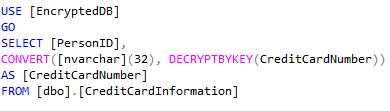 USE [EncryptedDB]
GO
SELECT [PersonID],
CONVERT([nvarchar](32), DECRYPTBYKEY(CreditCardNumber))
AS [CreditCardNumber]
FROM [dbo].[CreditCardInformation]